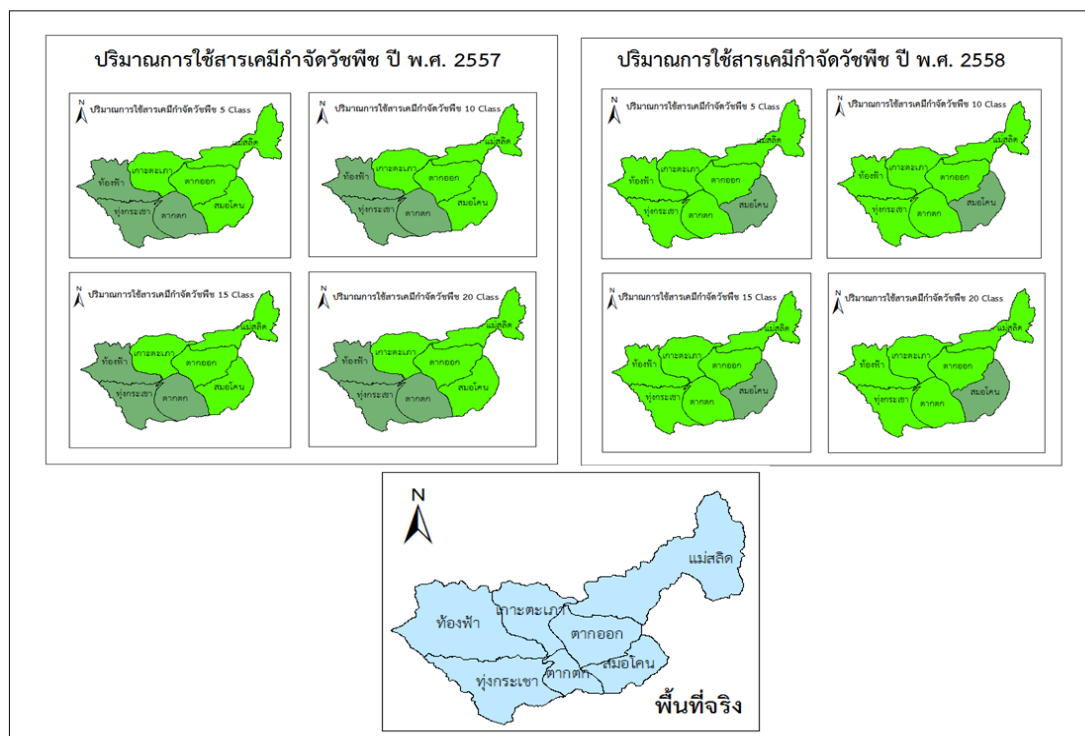 ปริมาณการใช้สารเคมีกำจัดวัชพืช ปี พ.ศ. 2557
N
ปริมาณการใช้สารเคมีกำจัดวัชพืช 5 Class
แม่สลิด
เกาะตะเภา
ท้องฟ้า
ตากออก
ทุ่งกระเชา
ตากตก
สมอโคน
N
ปริมาณการใช้สารเคมีกำจัดวัชพืช 10 Class
แม่สลิด
เกาะตะเภา
ท้องฟ้า
ตากออก
ทุ่งกระเชา
ตากตก
สมอโคน
N
ปริมาณการใช้สารเคมีกำจัดวัชพืช 15 Class
แม่สลิด
เกาะตะเภา
ท้องฟ้า
ตากออก
ทุ่งกระเชา
ตากตก
สมอโคน
N
ปริมาณการใช้สารเคมีกำจัดวัชพืช 20 Class
แม่สลิด
เกาะตะเภา
ท้องฟ้า
ตากออก
ทุ่งกระเชา
ตากตก
สมอโคน
ปริมาณการใช้สารเคมีกำจัดวัชพืช ปี พ.ศ. 2558
N
ปริมาณการใช้สารเคมีกำจัดวัชพืช 5 Class
แม่สลิด
เกาะตะเภา
ท้องฟ้า
ตากออก
ทุ่งกระเชา
ตากตก
สมอโคน
N
ปริมาณการใช้สารเคมีกำจัดวัชพืช 10 Class
แม่สลิด
เกาะตะเภา
ท้องฟ้า
ตากออก
ทุ่งกระเชา
ตากตก
สมอโคน
N
ปริมาณการใช้สารเคมีกำจัดวัชพืช 15 Class
แม่สลิด
เกาะตะเภา
ท้องฟ้า
ตากออก
ทุ่งกระเชา
ตากตก
สมอโคน
N
ปริมาณการใช้สารเคมีกำจัดวัชพืช 20 Class
แม่สลิด
เกาะตะเภา
ท้องฟ้า
ตากออก
ทุ่งกระเชา
ตากตก
สมอโคน
N
แม่สลิด
เกาะตะเภา
ท้องฟ้า
ตากออก
สมอโคน
ทุ่งกระเชา
ตากตก
พื้นที่จริง